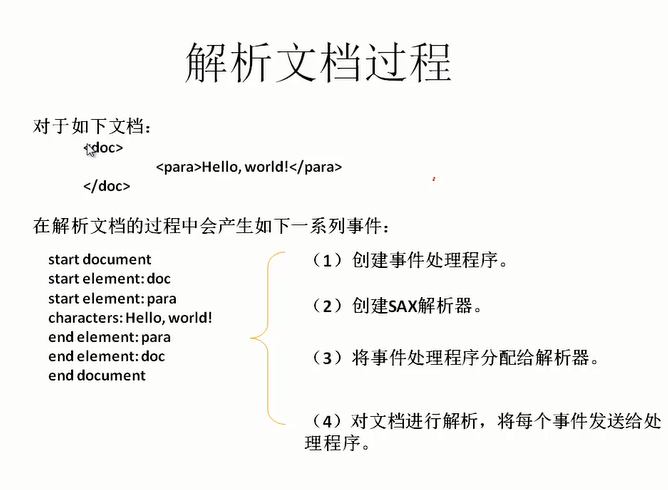 解析文档过程
对于如下文档：
<doc>
<para>Hello, world!</para>
</doc>
在解析文档的过程中会产生如下一系列事件：
start document
start element: doc
start element: para
characters: Hello, world!
end element: para
end element: doc
end document
（1）创建事件处理程序。
（2）创建SAX解析器。
（3）将事件处理程序分配给解析器。
（4）对文档进行解析，将每个事件发送给处
理程序。